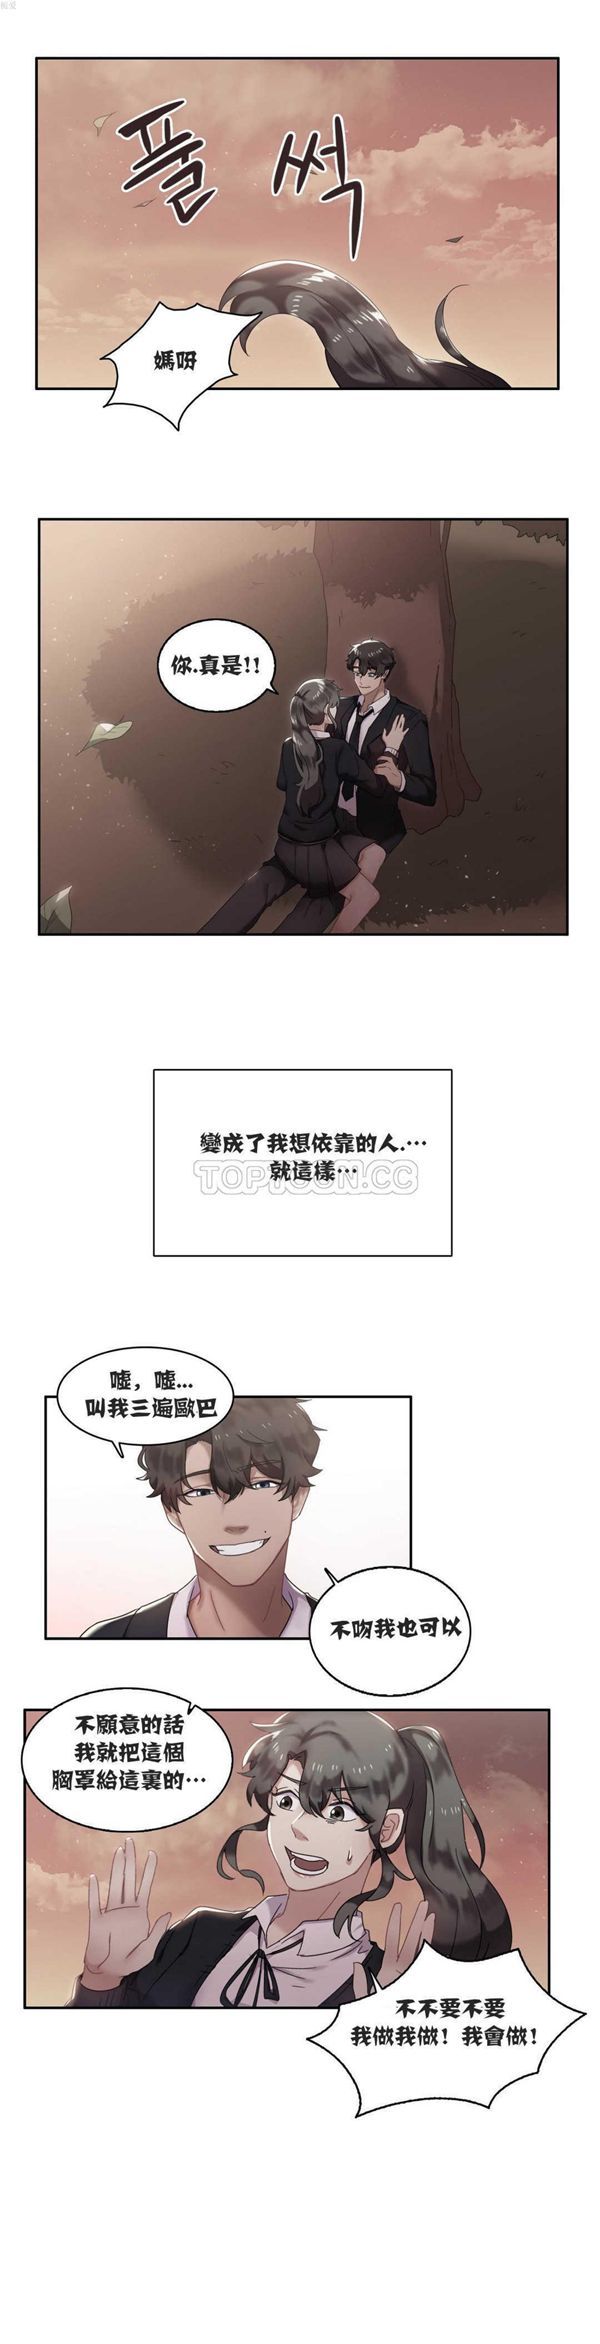 極爱
풀썩
媽呀
你.真是!!
變成了我想依靠的人.…
就這樣…
TOPTOON.CC
噓，噓...
叫我三遍歐巴
不吻我也可以
不願意的話
我就把這個
胸罩給這裏的…
不不要不要
我做我做！我會做！